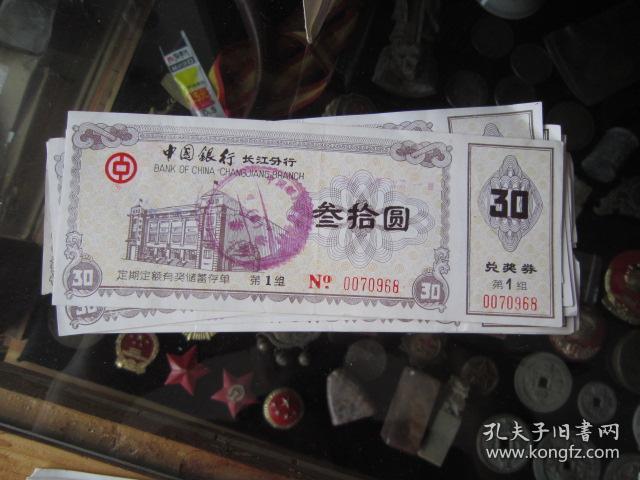 中国银行 长江分行
BANK OF CHINA CHANGJIANG BRANCH
叁拾圆
定期定额有奖储蓄存单 第1组 No. 0070968
30
30
30
兑奖券
第1组
0070968
孔夫子旧书网
www.kongfz.com